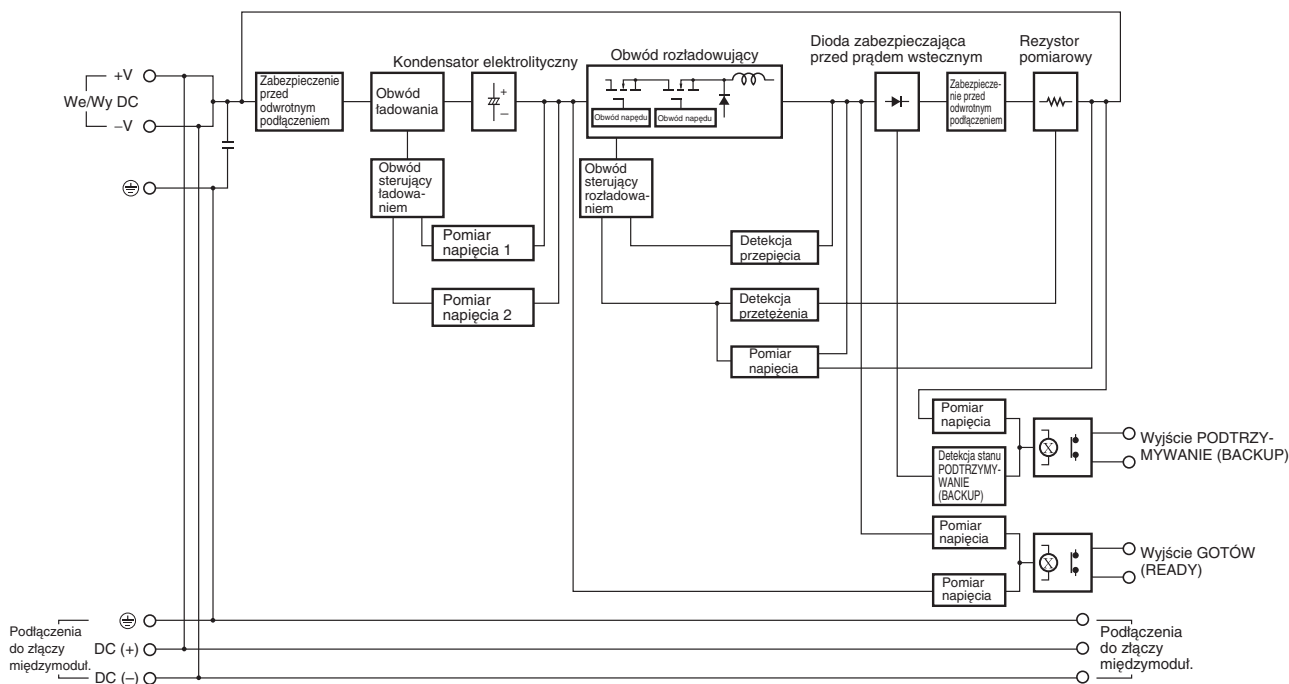 Dioda zabezpieczająca
przed prądem wstecznym
Rezystor
pomiarowy
Obwód rozładowujący
Kondensator elektrolityczny
+V
We/Wy DC
–V
Zabezpieczenie
przed
odwrotnym
podłączeniem
Obwód
ładowania
+
–
Obwód napędu
Obwód napędu
Zabezpiecze-
nie przed
odwrotnym
podłączeniem
Obwód
sterujący
ładowa-
niem
Obwód
sterujący
rozładowa-
niem
Pomiar
napięcia 1
Detekcja
przepięcia
Pomiar
napięcia 2
Detekcja
przetężenia
Pomiar
napięcia
Pomiar
napięcia
X
Wyjście PODTRZY-
MYWANIE (BACKUP)
Detekcja stanu
PODTRZYMY-
WANIE
(BACKUP)
Pomiar
napięcia
X
Wyjście GOTÓW
(READY)
Pomiar
napięcia
Podłączenia
do złączy
międzymoduł.
DC (+)
DC (–)
Podłączenia
do złączy
międzymoduł.